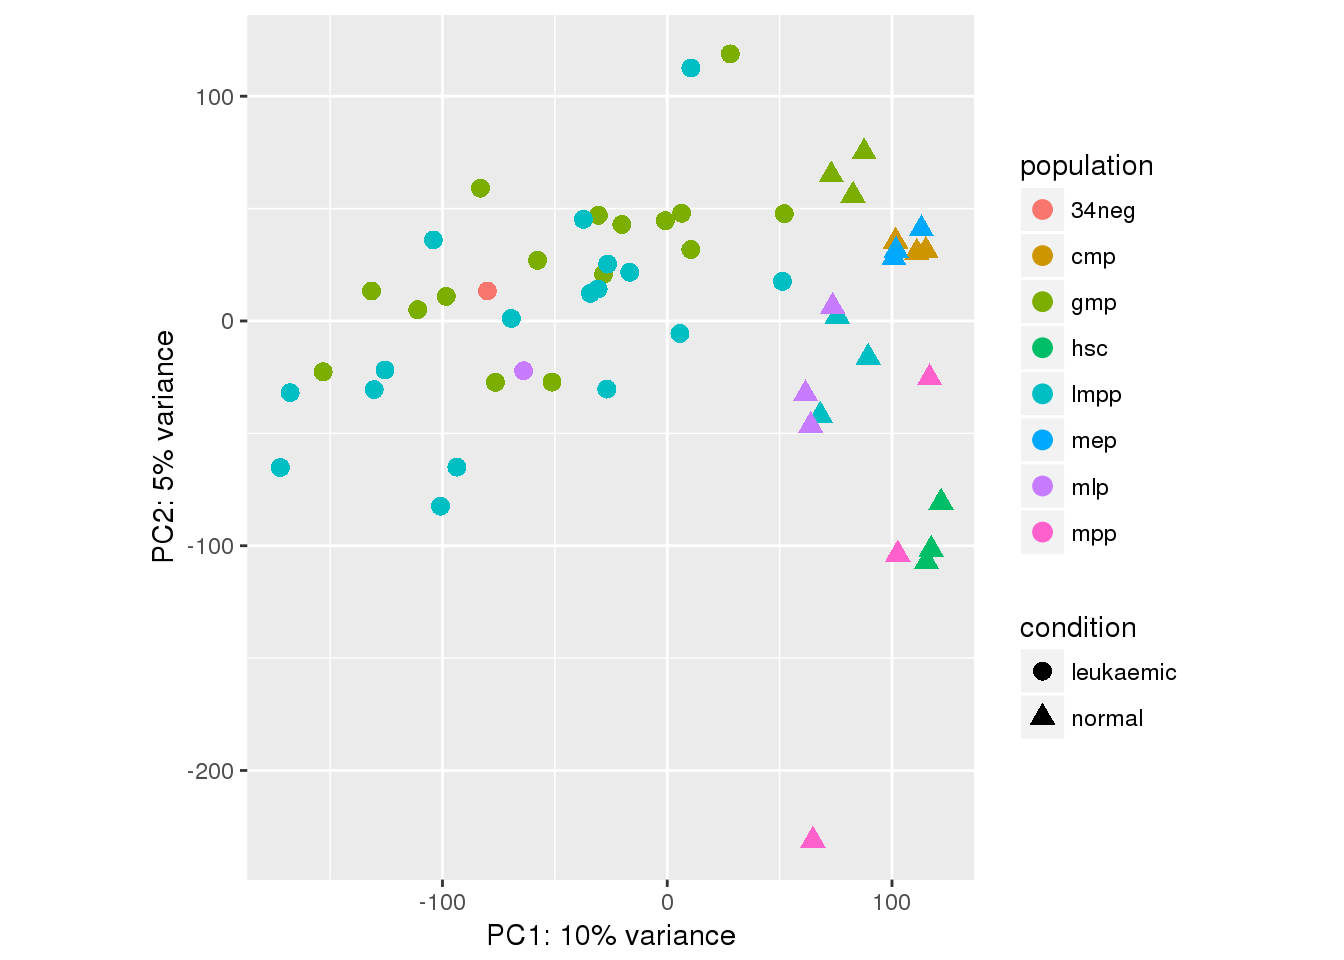 100
0
-100
-200
PC2: 5% variance
-100
0
100
PC1: 10% variance
population
34neg
cmp
gmp
hsc
lmpp
mep
mlp
mpp
condition
leukaemic
normal